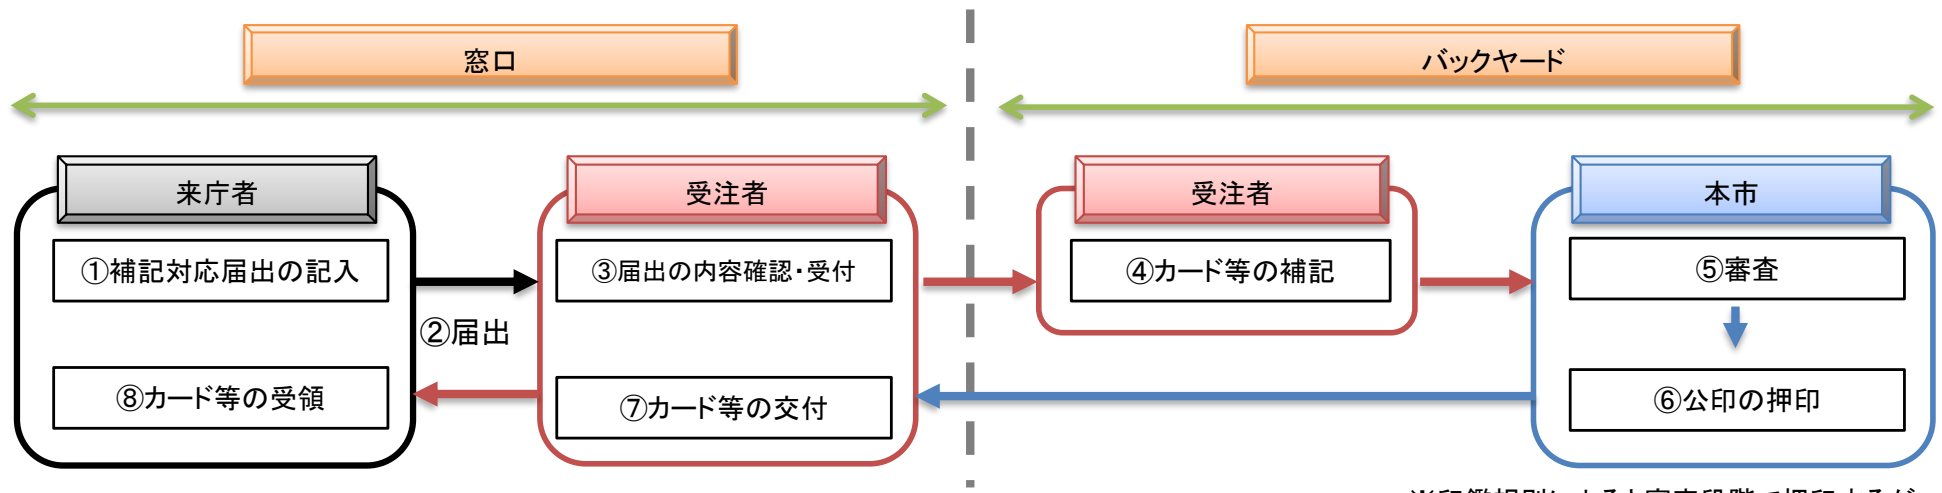 窓口
バックヤード
来庁者
受注者
受注者
本市
①補記対応届出の記入
③届出の内容確認・受付
④カード等の補記
⑤審査
②届出
⑧カード等の受領
⑦カード等の交付
⑥公印の押印